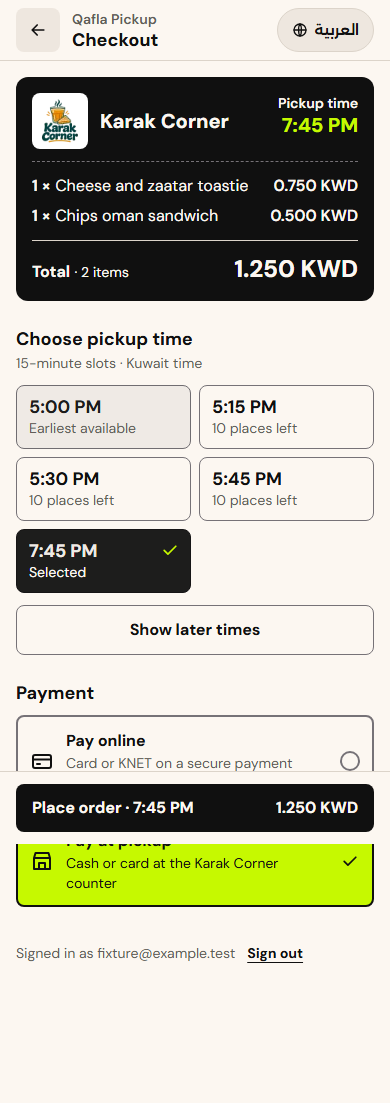 Qafla Pickup
Checkout
العربية
Karak Corner
Karak Corner
Pickup time
7:45 PM
1 × Cheese and zaatar toastie 0.750 KWD
1 × Chips oman sandwich 0.500 KWD
Total · 2 items 1.250 KWD
Choose pickup time
15-minute slots · Kuwait time
5:00 PM
Earliest available
5:15 PM
10 places left
5:30 PM
10 places left
5:45 PM
10 places left
7:45 PM
Selected
Show later times
Payment
Pay online
Card or KNET on a secure payment
Place order · 7:45 PM 1.250 KWD
Pay at pickup
Cash or card at the Karak Corner
counter
Signed in as fixture@example.test Sign out